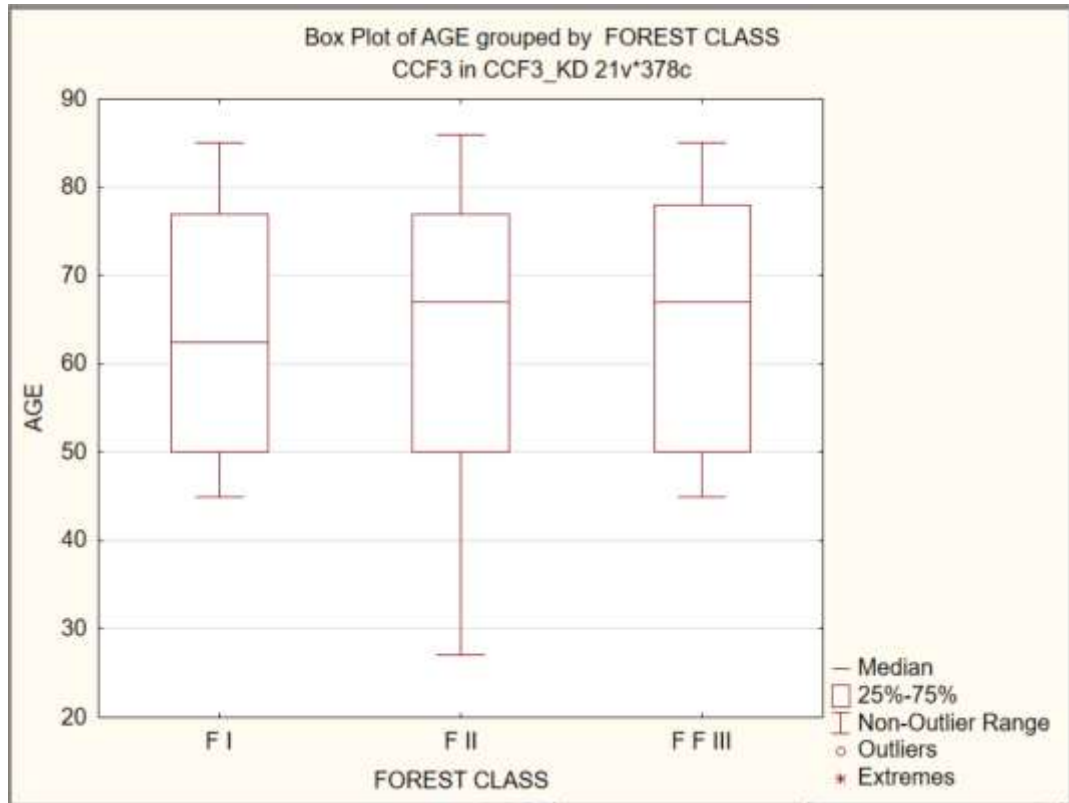 Box Plot of AGE grouped by FOREST CLASS
CCF3 in CCF3_KD 21v*378c
90
80
70
60
50
40
30
20
AGE
F I
F II
F F III
FOREST CLASS
Median
25%-75%
Non-Outlier Range
Outliers
Extremes